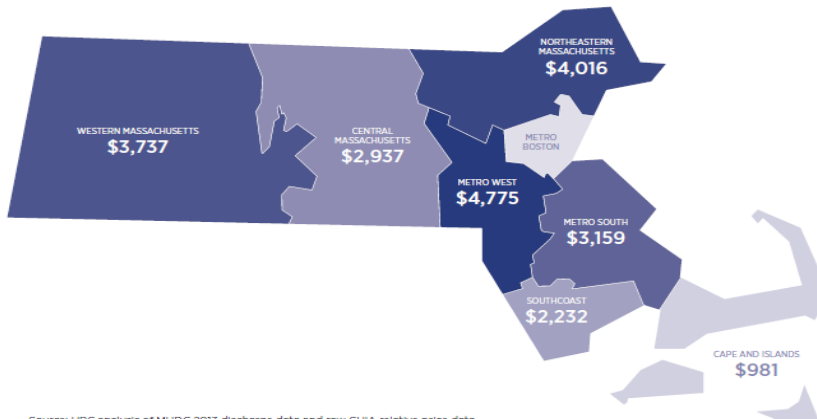 NORTHEASTERN
MASSACHUSETTS
$4,016
WESTERN MASSACHUSETTS
$3,737
CENTRAL
MASSACHUSETTS
$2,937
METRO
BOSTON
METRO WEST
$4,775
METRO SOUTH
$3,159
SOUTHCOAST
$2,232
CAPE AND ISLANDS
$981